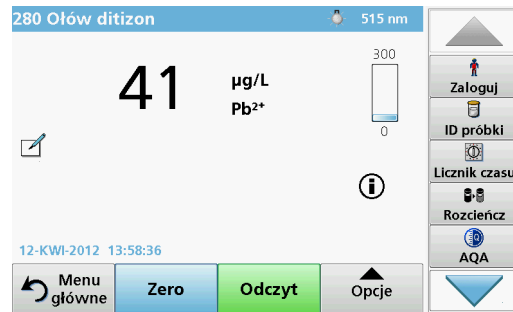 280 Ołów ditizon
515 nm
41
µg/L
Pb²⁺
300
0
12-KWI-2012 13:58:36
Menu
główne
Zero
Odczyt
Opcje
Zaloguj
ID próbki
Licznik czasu
Rozcieńcz
AQA